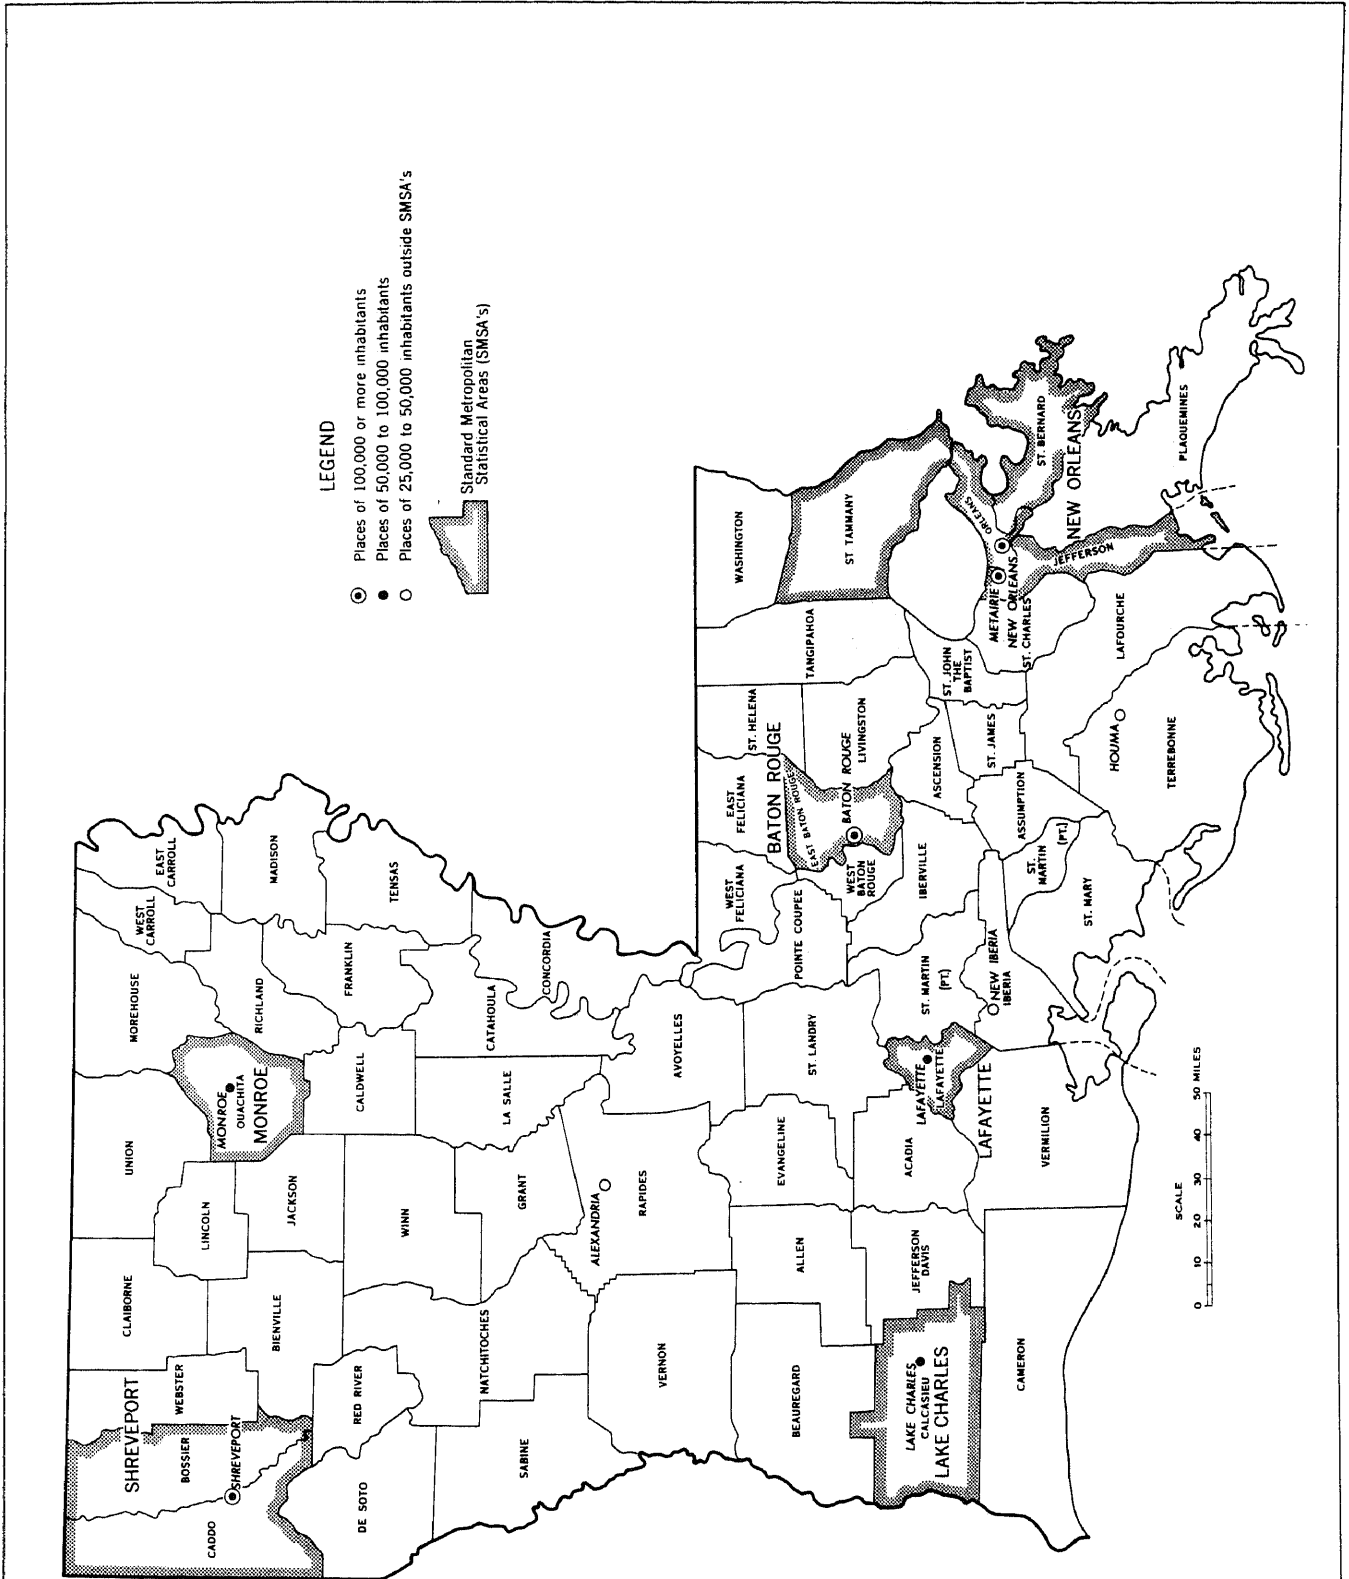 LEGEND
Places of 100,000 or more inhabitants
Places of 50,000 to 100,000 inhabitants
Places of 25,000 to 50,000 inhabitants outside SMSA's
Standard Metropolitan
Statistical Areas (SMSA's)
SHREVEPORT
CADDO
BOSSIER
SHREVEPORT
WEBSTER
CLAIBORNE
UNION
MOREHOUSE
WEST
CARROLL
EAST
CARROLL
LINCOLN
MONROE
OUACHITA
MONROE
RICHLAND
MADISON
BIENVILLE
JACKSON
DE SOTO
RED RIVER
CALDWELL
FRANKLIN
TENSAS
WINN
SABINE
NATCHITOCHES
GRANT
LA SALLE
CATAHOULA
CONCORDIA
ALEXANDRIA
VERNON
RAPIDES
AVOYELLES
BEAUREGARD
ALLEN
EVANGELINE
ST. LANDRY
POINTE COUPEE
WEST
FELICIANA
EAST
FELICIANA
ST. HELENA
WASHINGTON
TANGIPAHOA
ST TAMMANY
BATON ROUGE
EAST BATON ROUGE
BATON ROUGE
WEST
BATON
ROUGE
LIVINGSTON
LAKE CHARLES
CALCASIEU
LAKE CHARLES
JEFFERSON
DAVIS
ACADIA
LAFAYETTE
LAFAYETTE
LAFAYETTE
ST. MARTIN
(PT.)
IBERVILLE
ASCENSION
ST. JOHN
THE
BAPTIST
ORLEANS
CAMERON
VERMILION
NEW IBERIA
IBERIA
ST. MARTIN
(PT.)
ASSUMPTION
ST. JAMES
METAIRIE
NEW ORLEANS
ST. CHARLES
ST. BERNARD
NEW ORLEANS
JEFFERSON
ST. MARY
HOUMA
TERREBONNE
LAFOURCHE
PLAQUEMINES
SCALE
0 10 20 30 40 50 MILES